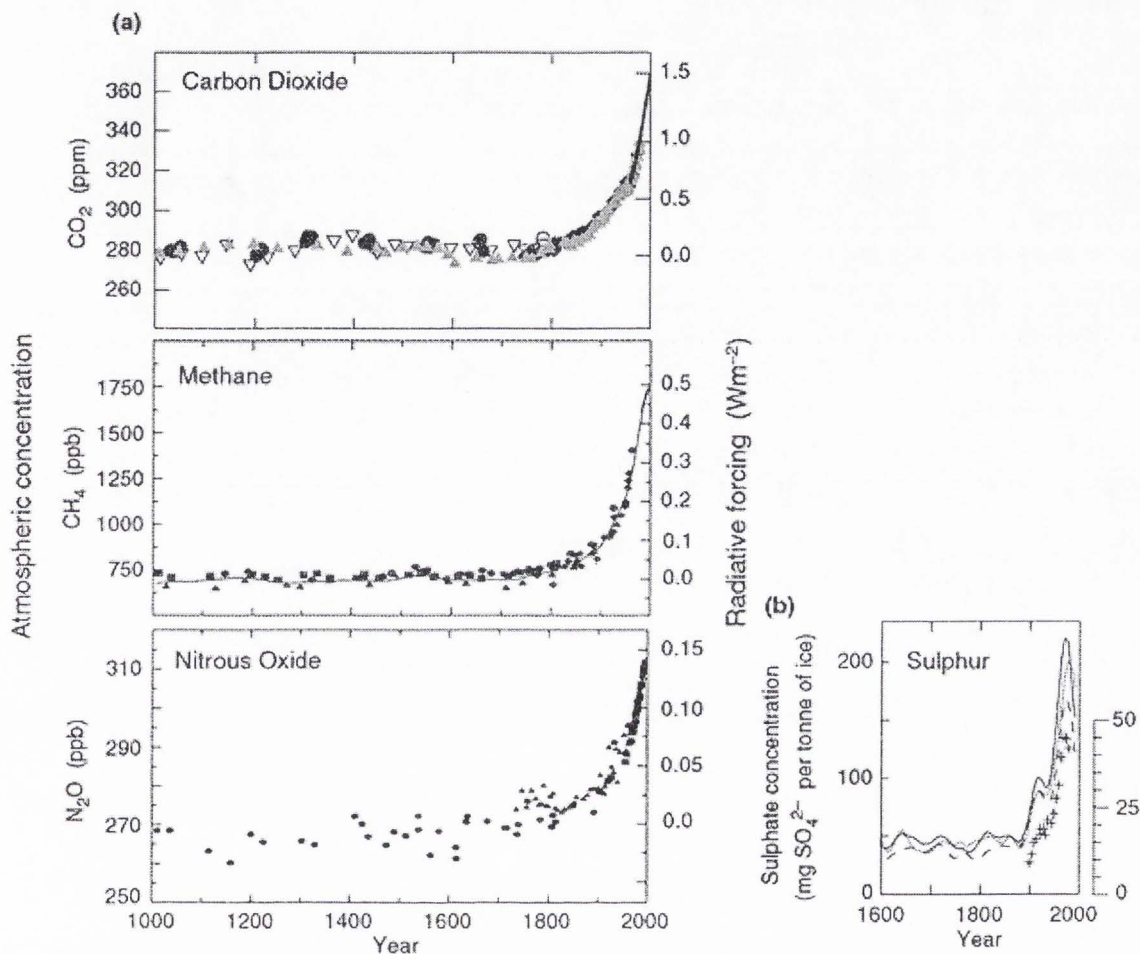 (a)
Carbon Dioxide
CO₂ (ppm)
360
340
320
300
280
260
1.5
1.0
0.5
0.0
Methane
CH₄ (ppb)
1750
1500
1250
1000
750
0.5
0.4
0.3
0.2
0.1
0.0
Nitrous Oxide
N₂O (ppb)
310
290
270
250
0.15
0.10
0.05
0.0
1000 1200 1400 1600 1800 2000
Year
Atmospheric concentration
Radiative forcing (Wm⁻²)
(b)
Sulphur
Sulphate concentration
(mg SO₄²⁻ per tonne of ice)
200
100
0
50
25
0
1600 1800 2000
Year